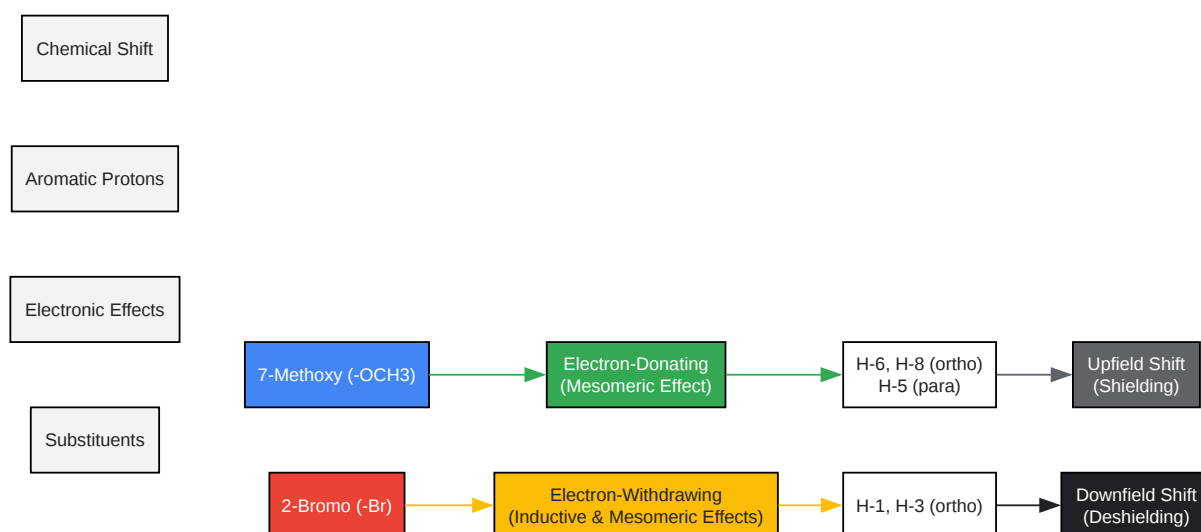 Chemical Shift
Aromatic Protons
Electronic Effects
Substituents
7-Methoxy (-OCH3)
Electron-Donating
(Mesomeric Effect)
H-6, H-8 (ortho)
H-5 (para)
Upfield Shift
(Shielding)
2-Bromo (-Br)
Electron-Withdrawing
(Inductive & Mesomeric Effects)
H-1, H-3 (ortho)
Downfield Shift
(Deshielding)